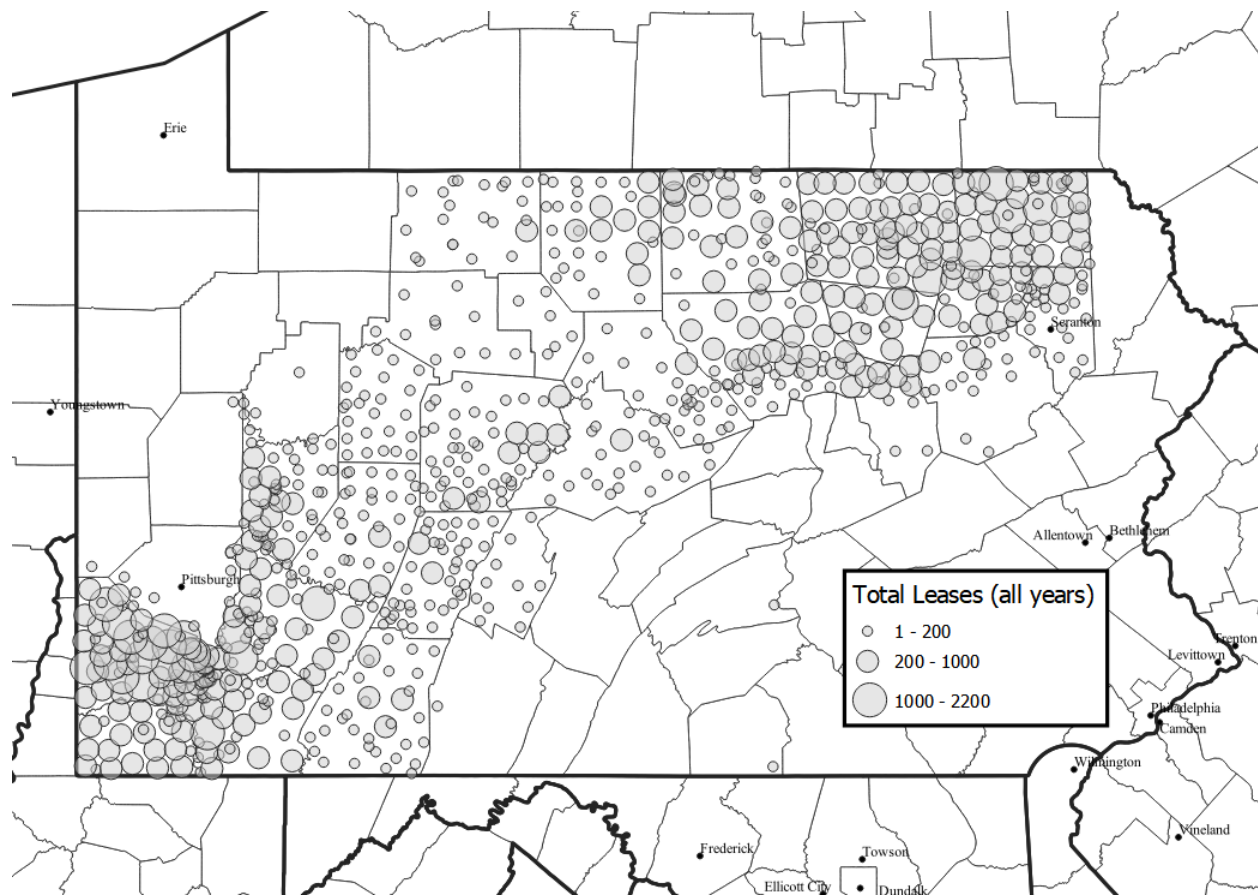 Erie
Scranton
Youngstown
Allentown
Bethlehem
Pittsburgh
Total Leases (all years)
1 - 200
200 - 1000
1000 - 2200
Trenton
Levittown
Philadelphia
Camden
Wilmington
Vineland
Frederick
Towson
Ellicott City
Dundalk